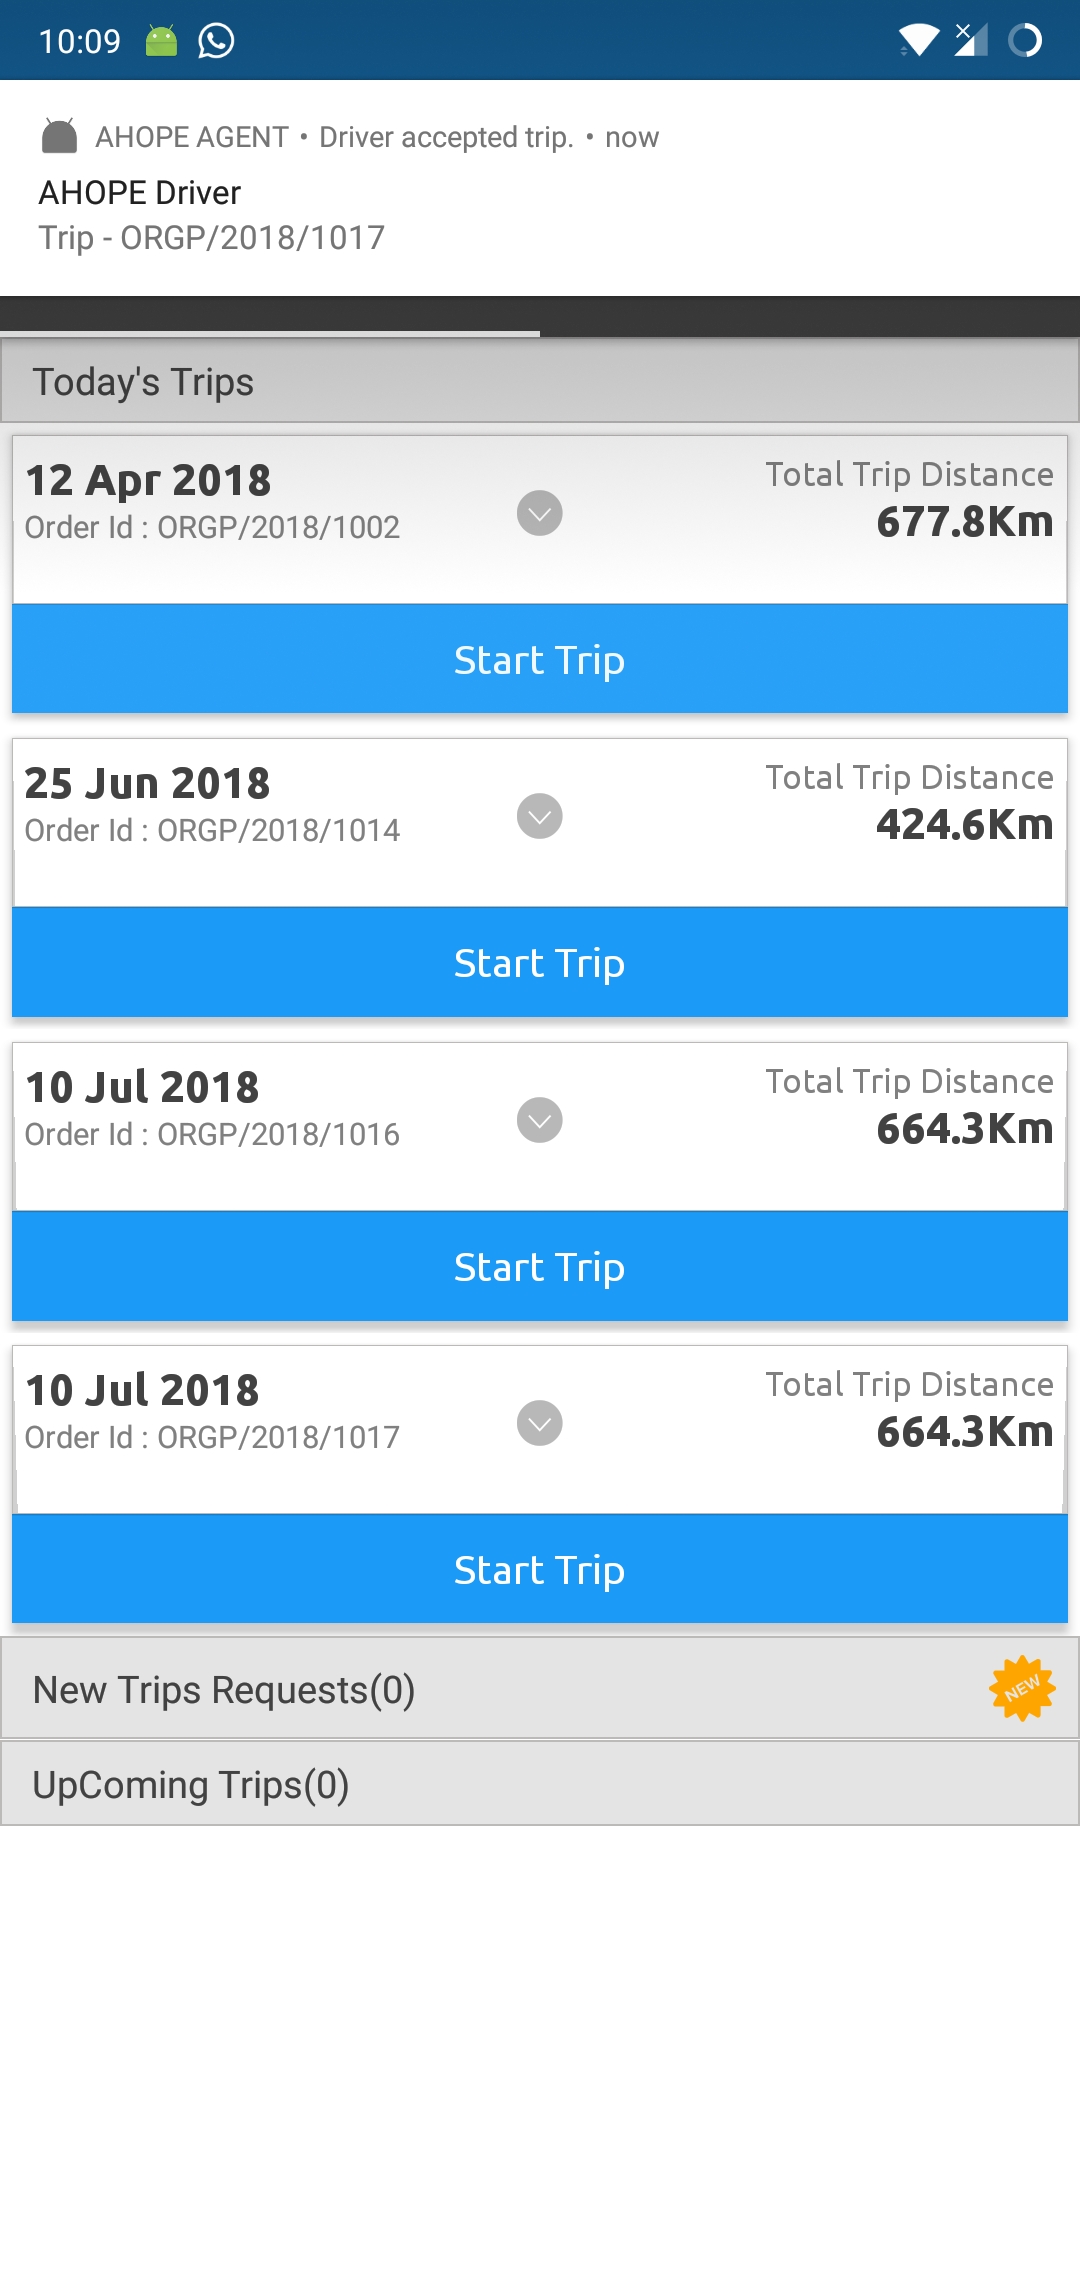 10:09
AHOPE AGENT • Driver accepted trip. • now
AHOPE Driver
Trip - ORGP/2018/1017
Today's Trips
12 Apr 2018
Total Trip Distance
Order Id : ORGP/2018/1002
677.8Km
Start Trip
25 Jun 2018
Total Trip Distance
Order Id : ORGP/2018/1014
424.6Km
Start Trip
10 Jul 2018
Total Trip Distance
Order Id : ORGP/2018/1016
664.3Km
Start Trip
10 Jul 2018
Total Trip Distance
Order Id : ORGP/2018/1017
664.3Km
Start Trip
New Trips Requests(0)
NEW
UpComing Trips(0)